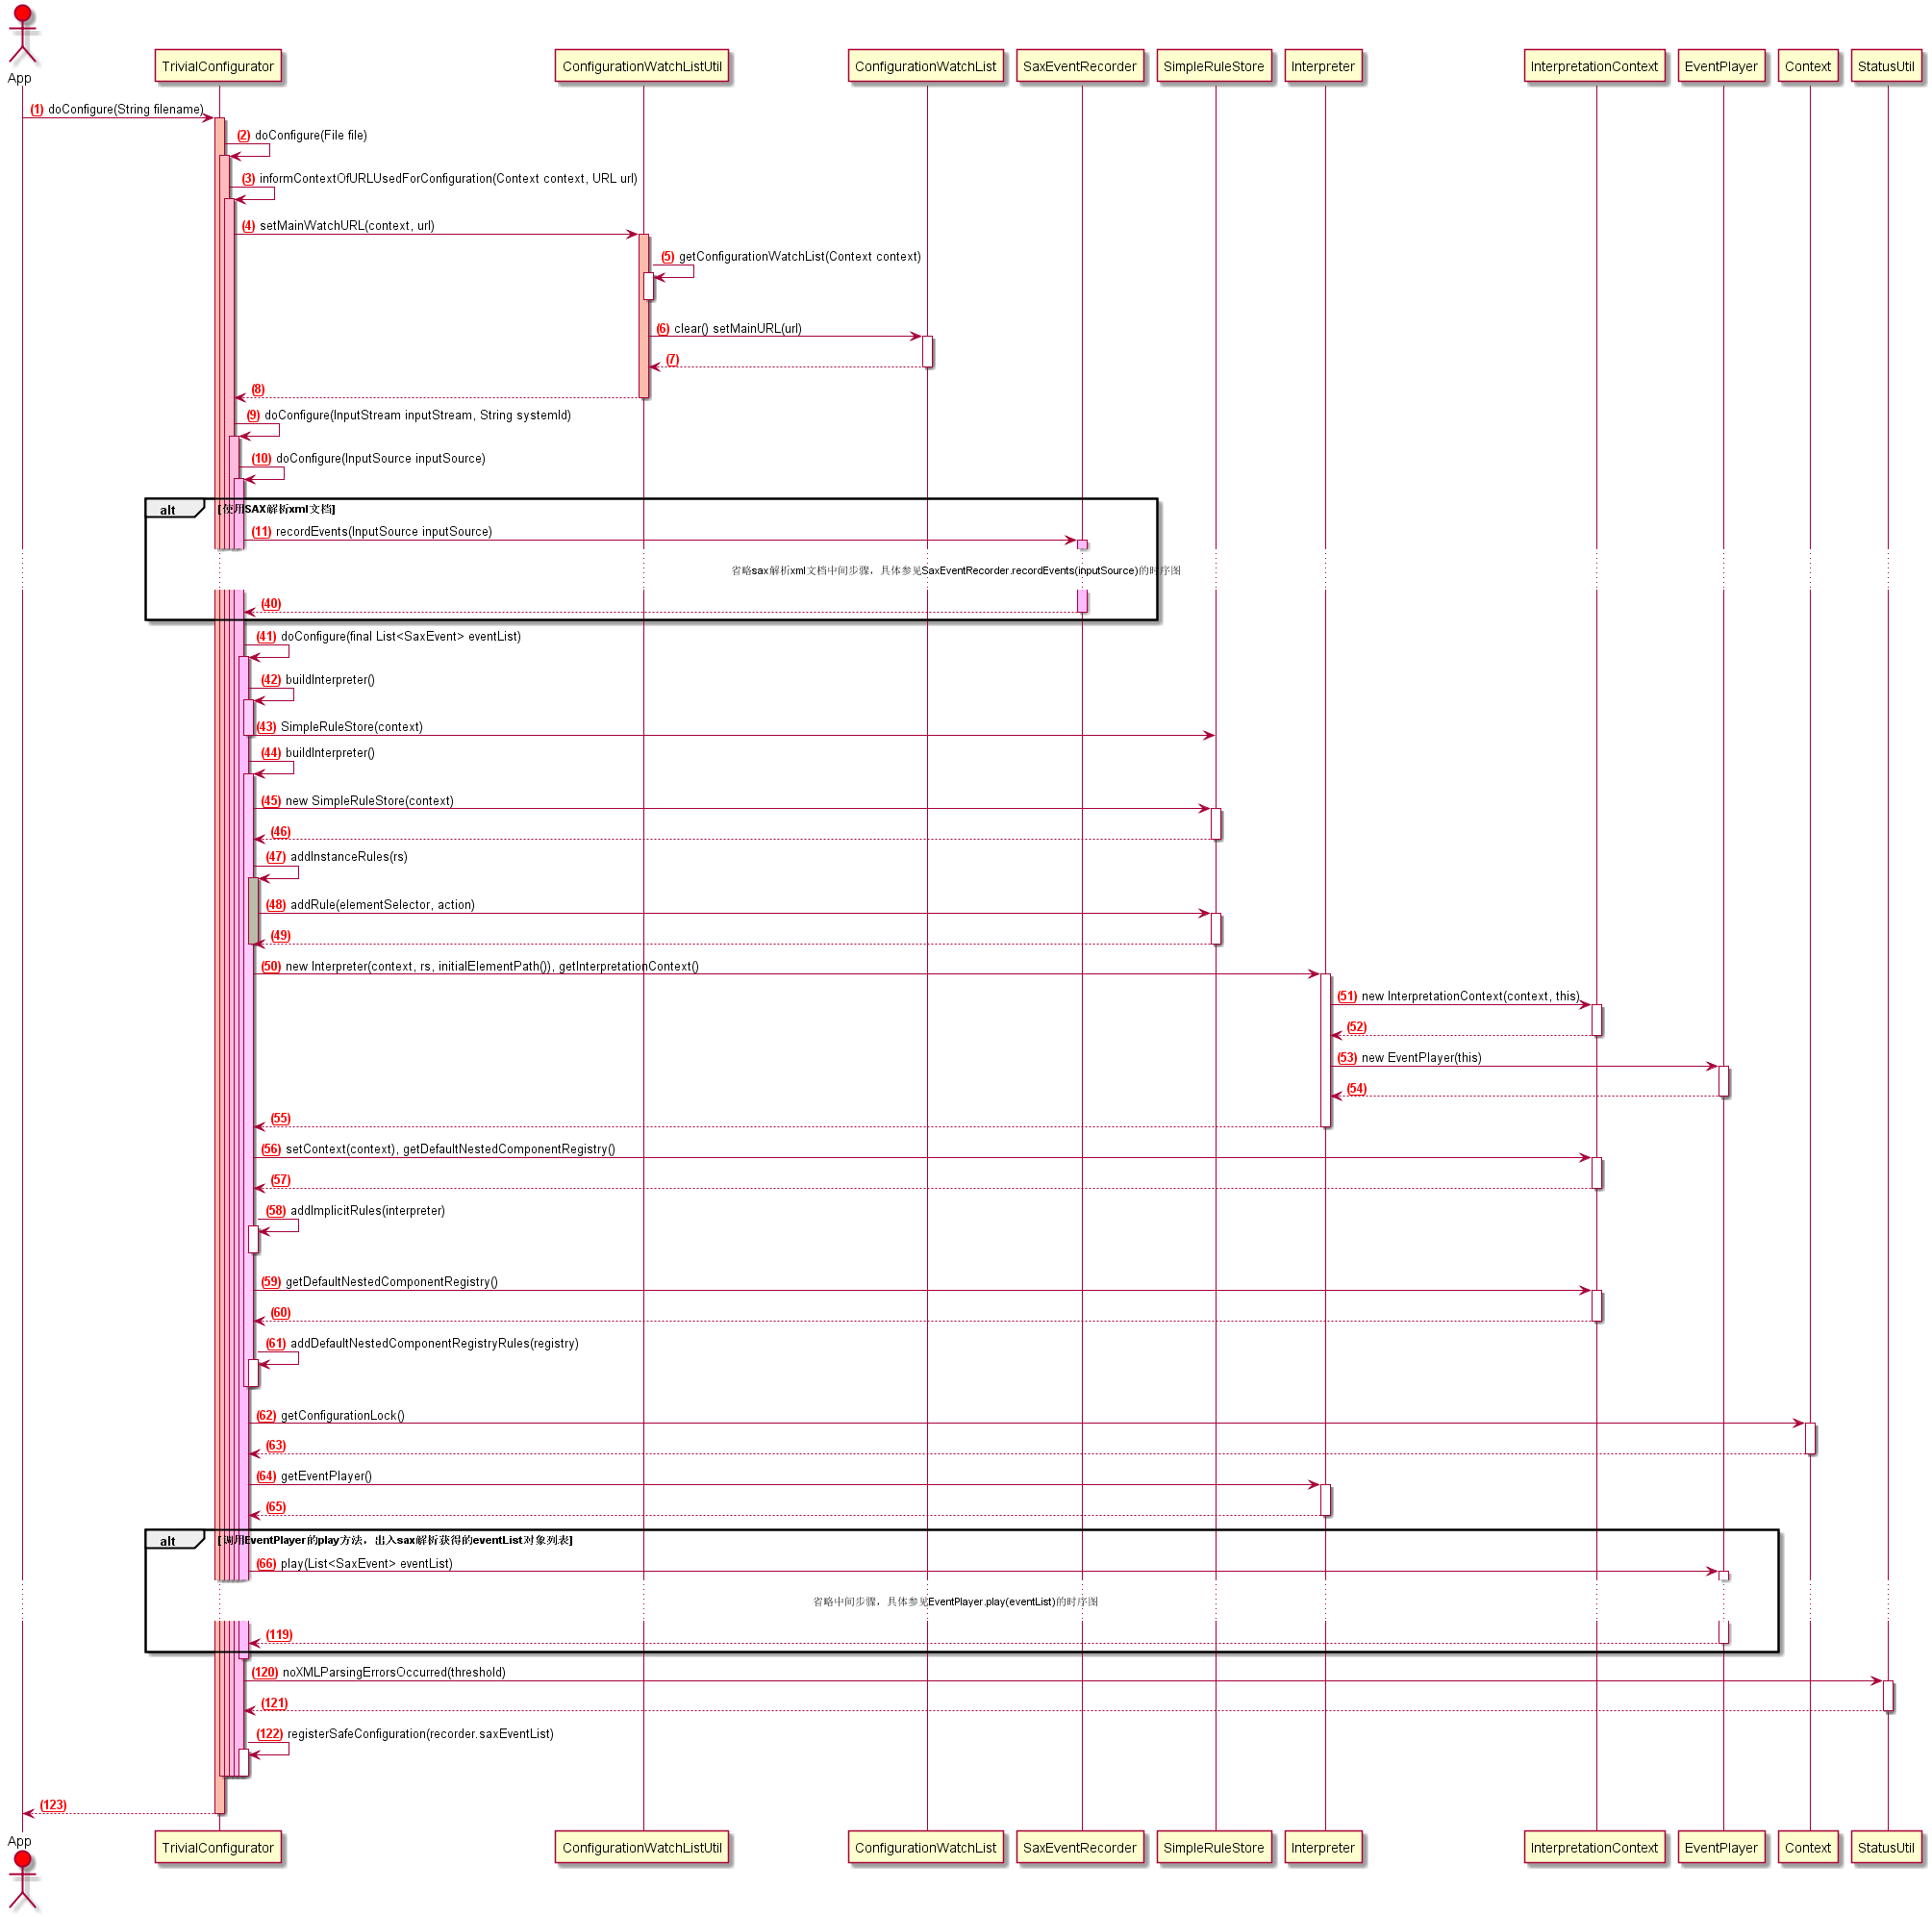 App
TrivialConfigurator
ConfigurationWatchListUtil
ConfigurationWatchList
SaxEventRecorder
SimpleRuleStore
Interpreter
InterpretationContext
EventPlayer
Context
StatusUtil
(1) doConfigure(String filename)
(2) doConfigure(File file)
(3) informContextOfURLUsedForConfiguration(Context context, URL url)
(4) setMainWatchURL(context, url)
(5) getConfigurationWatchList(Context context)
(6) clear() setMainURL(url)
(7)
(8)
(9) doConfigure(InputStream inputStream, String systemId)
(10) doConfigure(InputSource inputSource)
alt [使用SAX解析xml文档]
(11) recordEvents(InputSource inputSource)
省略sax解析xml文档中间步骤，具体参见SaxEventRecorder.recordEvents(inputSource)的时序图
(40)
(41) doConfigure(final List<SaxEvent> eventList)
(42) buildInterpreter()
(43) SimpleRuleStore(context)
(44) buildInterpreter()
(45) new SimpleRuleStore(context)
(46)
(47) addInstanceRules(rs)
(48) addRule(elementSelector, action)
(49)
(50) new Interpreter(context, rs, initialElementPath()), getInterpretationContext()
(51) new InterpretationContext(context, this)
(52)
(53) new EventPlayer(this)
(54)
(55)
(56) setContext(context), getDefaultNestedComponentRegistry()
(57)
(58) addImplicitRules(interpreter)
(59) getDefaultNestedComponentRegistry()
(60)
(61) addDefaultNestedComponentRegistryRules(registry)
(62) getConfigurationLock()
(63)
(64) getEventPlayer()
(65)
alt [调用EventPlayer的play方法，出入sax解析获得的eventList对象列表]
(66) play(List<SaxEvent> eventList)
省略中间步骤，具体参见EventPlayer.play(eventList)的时序图
(119)
(120) noXMLParsingErrorsOccurred(threshold)
(121)
(122) registerSafeConfiguration(recorder.saxEventList)
(123)
App
TrivialConfigurator
ConfigurationWatchListUtil
ConfigurationWatchList
SaxEventRecorder
SimpleRuleStore
Interpreter
InterpretationContext
EventPlayer
Context
StatusUtil